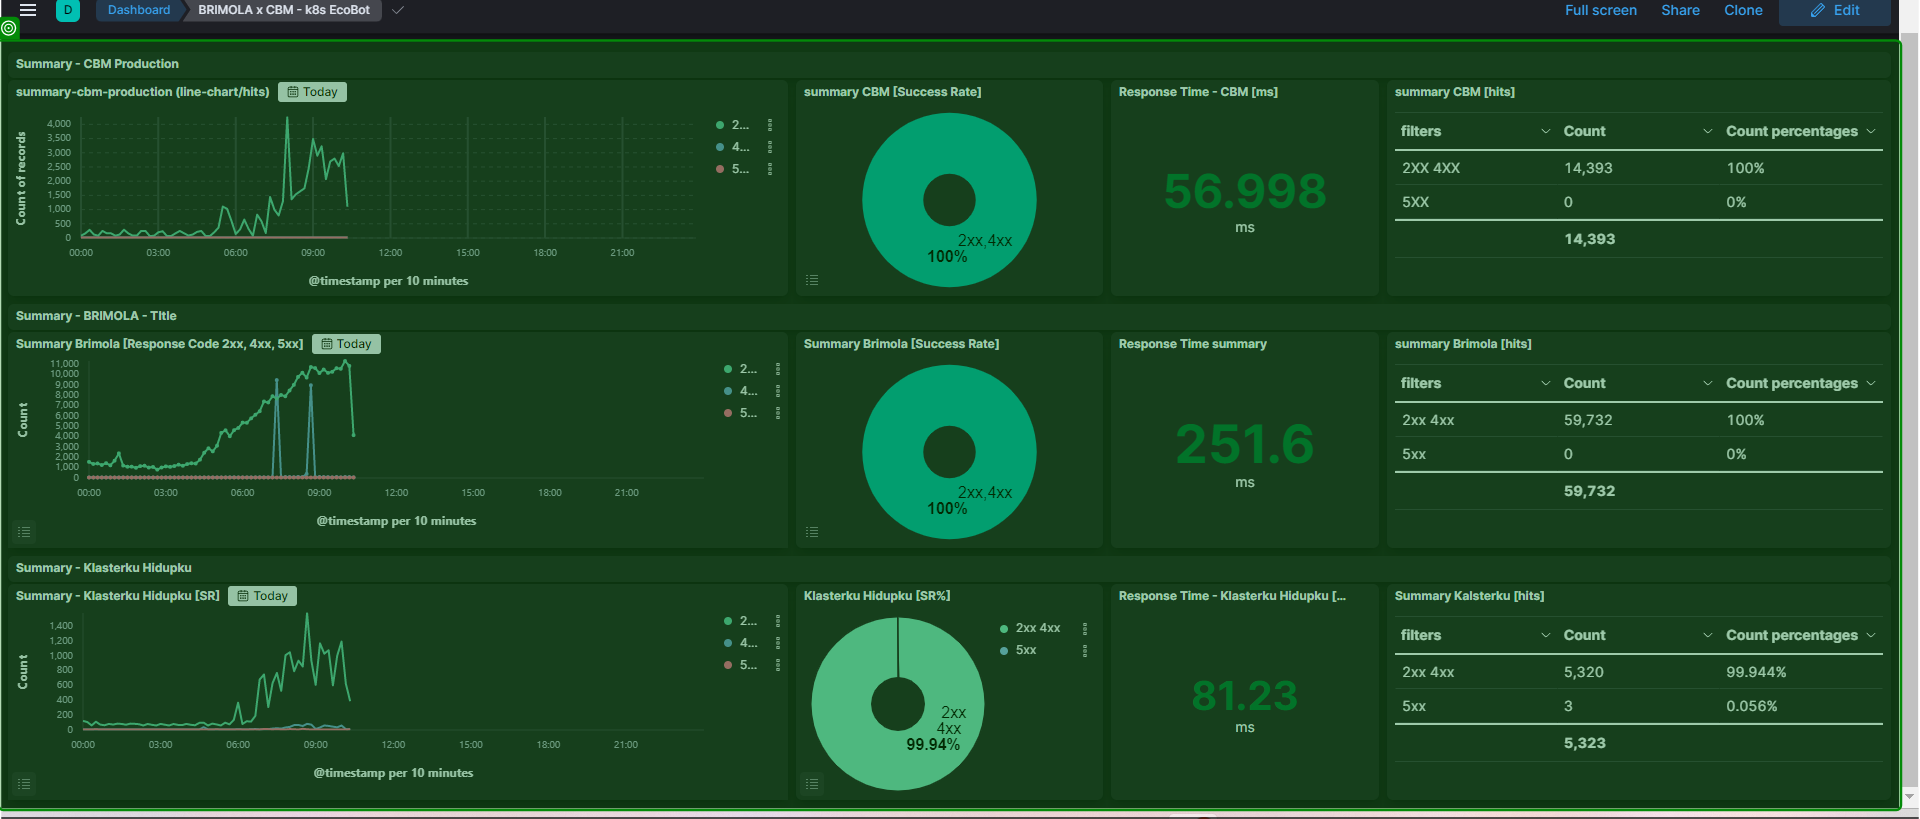 D Dashboard BRIMOLA x CBM - k8s EcoBot Full screen Share Clone Edit
Summary - CBM Production
summary-cbm-production (line-chart/hits) Today
4,000
3,500
3,000
2,500
2,000
1,500
1,000
500
0
Count of records
00:00 03:00 06:00 09:00 12:00 15:00 18:00 21:00
@timestamp per 10 minutes
2...
4...
5...
summary CBM [Success Rate]
2xx,4xx
100%
Response Time - CBM [ms]
56.998
ms
summary CBM [hits]
filters Count Count percentages
2XX 4XX 14,393 100%
5XX 0 0%
14,393
Summary - BRIMOLA - TItle
Summary Brimola [Response Code 2xx, 4xx, 5xx] Today
11,000
10,000
9,000
8,000
7,000
6,000
5,000
4,000
3,000
2,000
1,000
0
Count
00:00 03:00 06:00 09:00 12:00 15:00 18:00 21:00
@timestamp per 10 minutes
2...
4...
5...
Summary Brimola [Success Rate]
2xx,4xx
100%
Response Time summary
251.6
ms
summary Brimola [hits]
filters Count Count percentages
2xx 4xx 59,732 100%
5xx 0 0%
59,732
Summary - Klasterku Hidupku
Summary - Klasterku Hidupku [SR] Today
1,400
1,200
1,000
800
600
400
200
0
Count
00:00 03:00 06:00 09:00 12:00 15:00 18:00 21:00
@timestamp per 10 minutes
2...
4...
5...
Klasterku Hidupku [SR%]
2xx 4xx
5xx
2xx
4xx
99.94%
Response Time - Klasterku Hidupku [...
81.23
ms
Summary Kalsterku [hits]
filters Count Count percentages
2xx 4xx 5,320 99.944%
5xx 3 0.056%
5,323